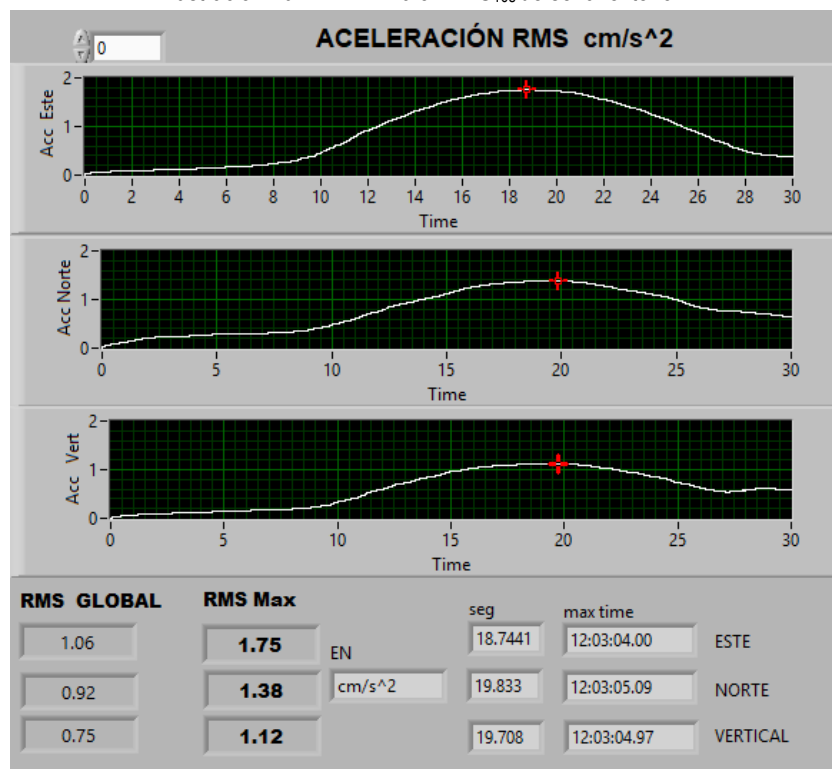 0
ACELERACIÓN RMS cm/s^2
2
1
0
Acc Este
0 2 4 6 8 10 12 14 16 18 20 22 24 26 28 30
Time
2
1
0
Acc Norte
0 5 10 15 20 25 30
Time
2
1
0
Acc Vert
0 5 10 15 20 25 30
Time
RMS GLOBAL RMS Max seg max time
1.06 1.75 EN 18.7441 12:03:04.00 ESTE
0.92 1.38 cm/s^2 19.833 12:03:05.09 NORTE
0.75 1.12 19.708 12:03:04.97 VERTICAL